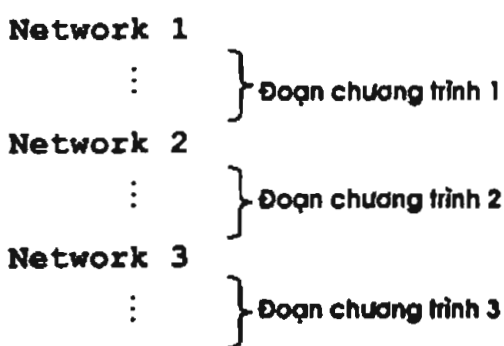 Network 1
⋮
Đoạn chương trình 1
Network 2
⋮
Đoạn chương trình 2
Network 3
⋮
Đoạn chương trình 3